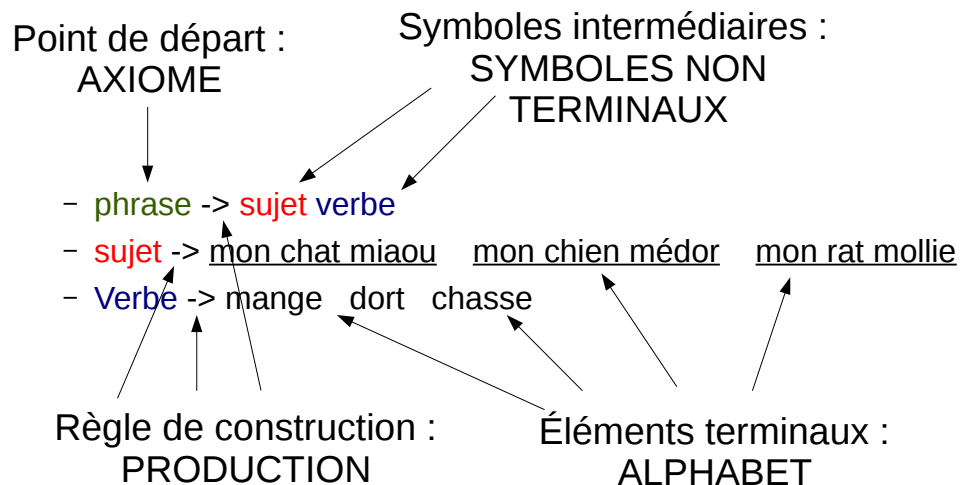 Point de départ :
AXIOME
Symboles intermédiaires :
SYMBOLES NON
TERMINAUX
– phrase -> sujet verbe
– sujet -> mon chat miaou mon chien médor mon rat mollie
– Verbe -> mange dort chasse
Règle de construction :
PRODUCTION
Éléments terminaux :
ALPHABET